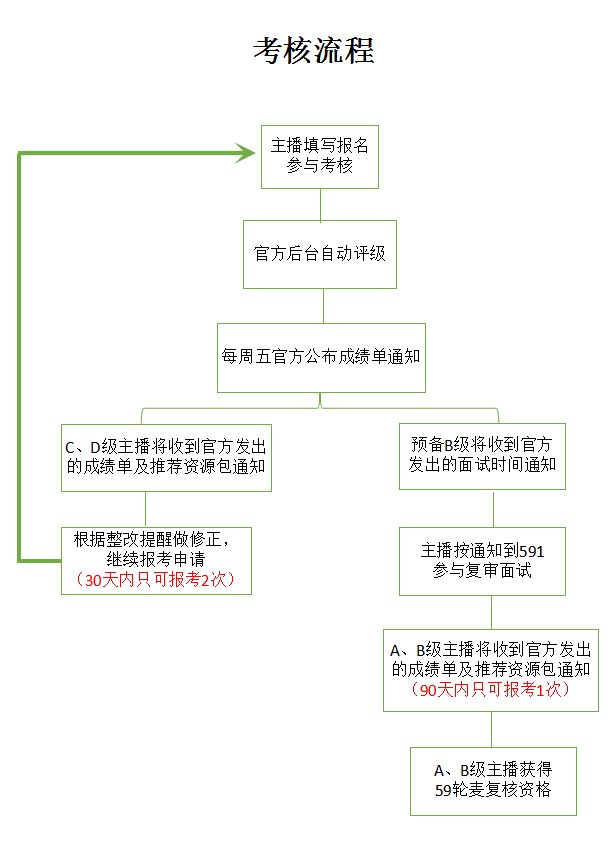 考核流程
主播填写报名
参与考核
官方后台自动评级
每周五官方公布成绩单通知
C、D级主播将收到官方发出
的成绩单及推荐资源包通知
根据整改提醒做修正，
继续报考申请
（30天内只可报考2次）
预备B级将收到官方
发出的面试时间通知
主播按通知到591
参与复审面试
A、B级主播将收到官方发出
的成绩单及推荐资源包通知
（90天内只可报考1次）
A、B级主播获得
59轮麦复核资格